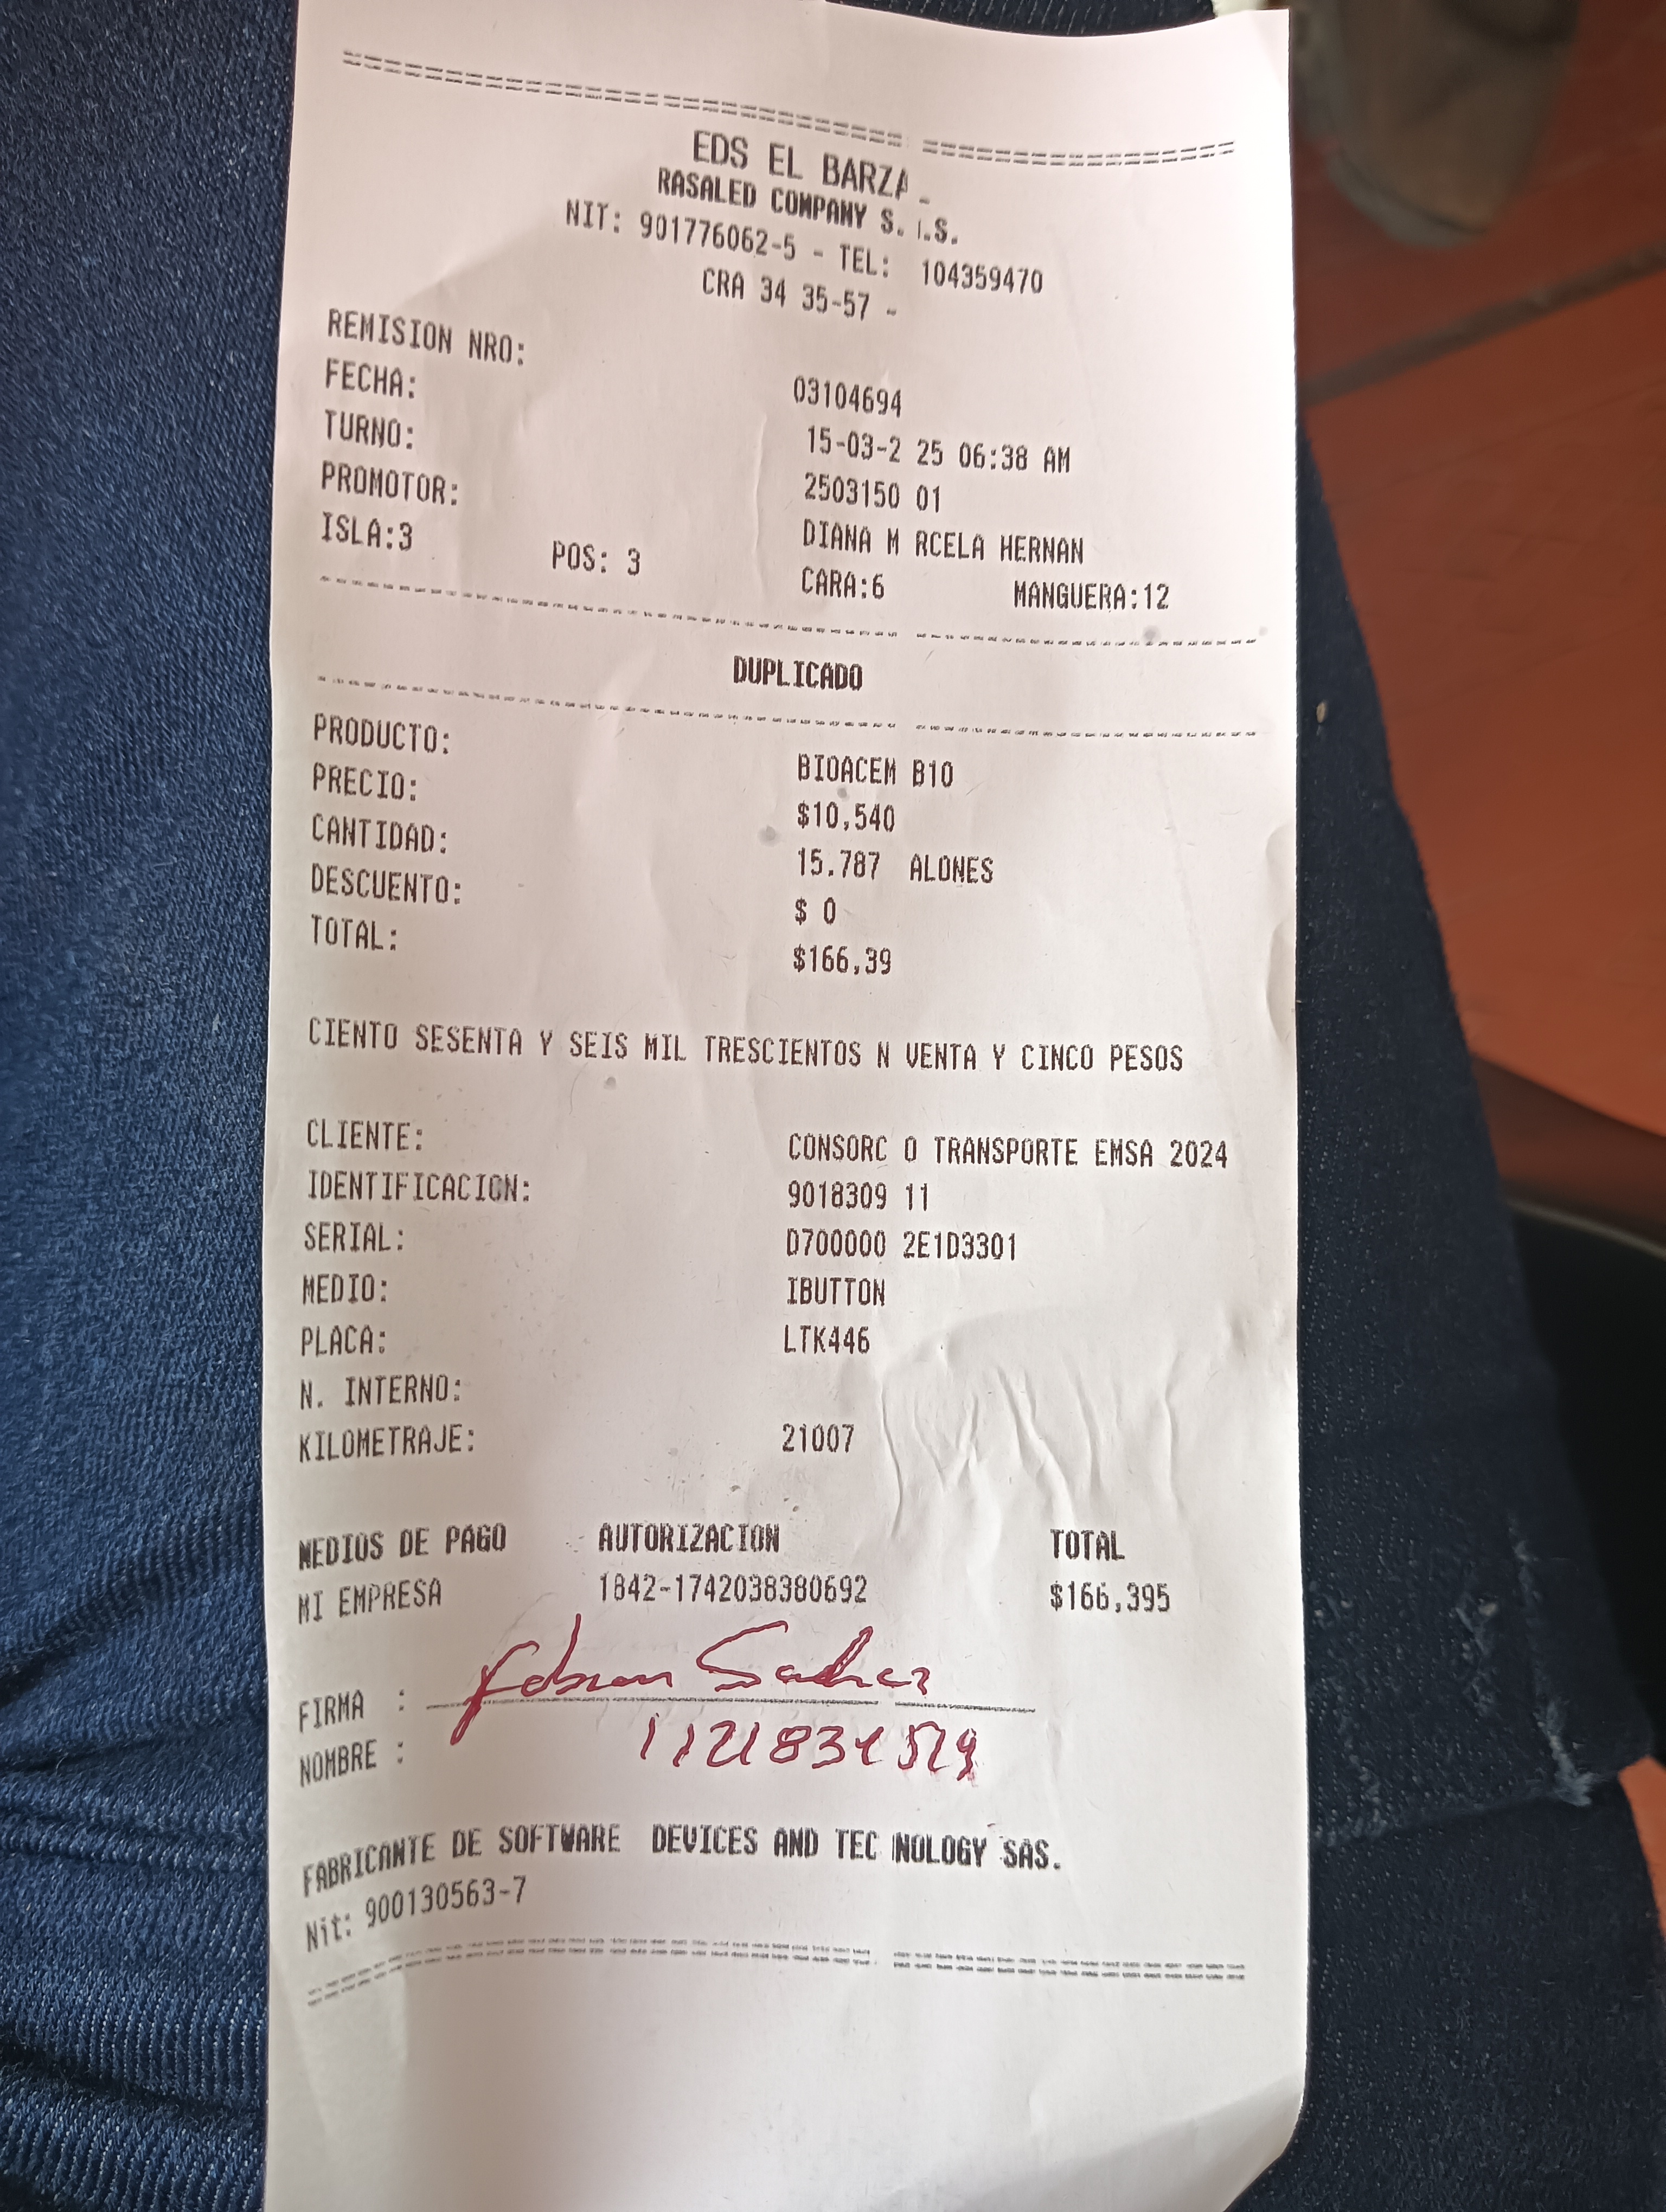 EDS EL BARZA -
RASALED COMPANY S. .S.
NIT: 901776062-5 - TEL: 104359470
CRA 34 35-57 -
REMISION NRO: 03104694
FECHA: 15-03-2 25 06:38 AM
TURNO: 2503150 01
PROMOTOR: DIANA M RCELA HERNAN
ISLA:3 POS: 3 CARA:6 MANGUERA:12
DUPLICADO
PRODUCTO: BIOACEM B10
PRECIO: $10,540
CANTIDAD: 15.787 ALONES
DESCUENTO: $ 0
TOTAL: $166,39
CIENTO SESENTA Y SEIS MIL TRESCIENTOS N VENTA Y CINCO PESOS
CLIENTE: CONSORC O TRANSPORTE EMSA 2024
IDENTIFICACION: 9018309 11
SERIAL: D700000 2E1D3301
MEDIO: IBUTTON
PLACA: LTK446
N. INTERNO:
KILOMETRAJE: 21007
MEDIOS DE PAGO AUTORIZACION TOTAL
MI EMPRESA 1842-1742038380692 $166,395
FIRMA : Fabian
NOMBRE :
FABRICANTE DE SOFTWARE DEVICES AND TEC NOLOGY SAS.
Nit: 900130563-7